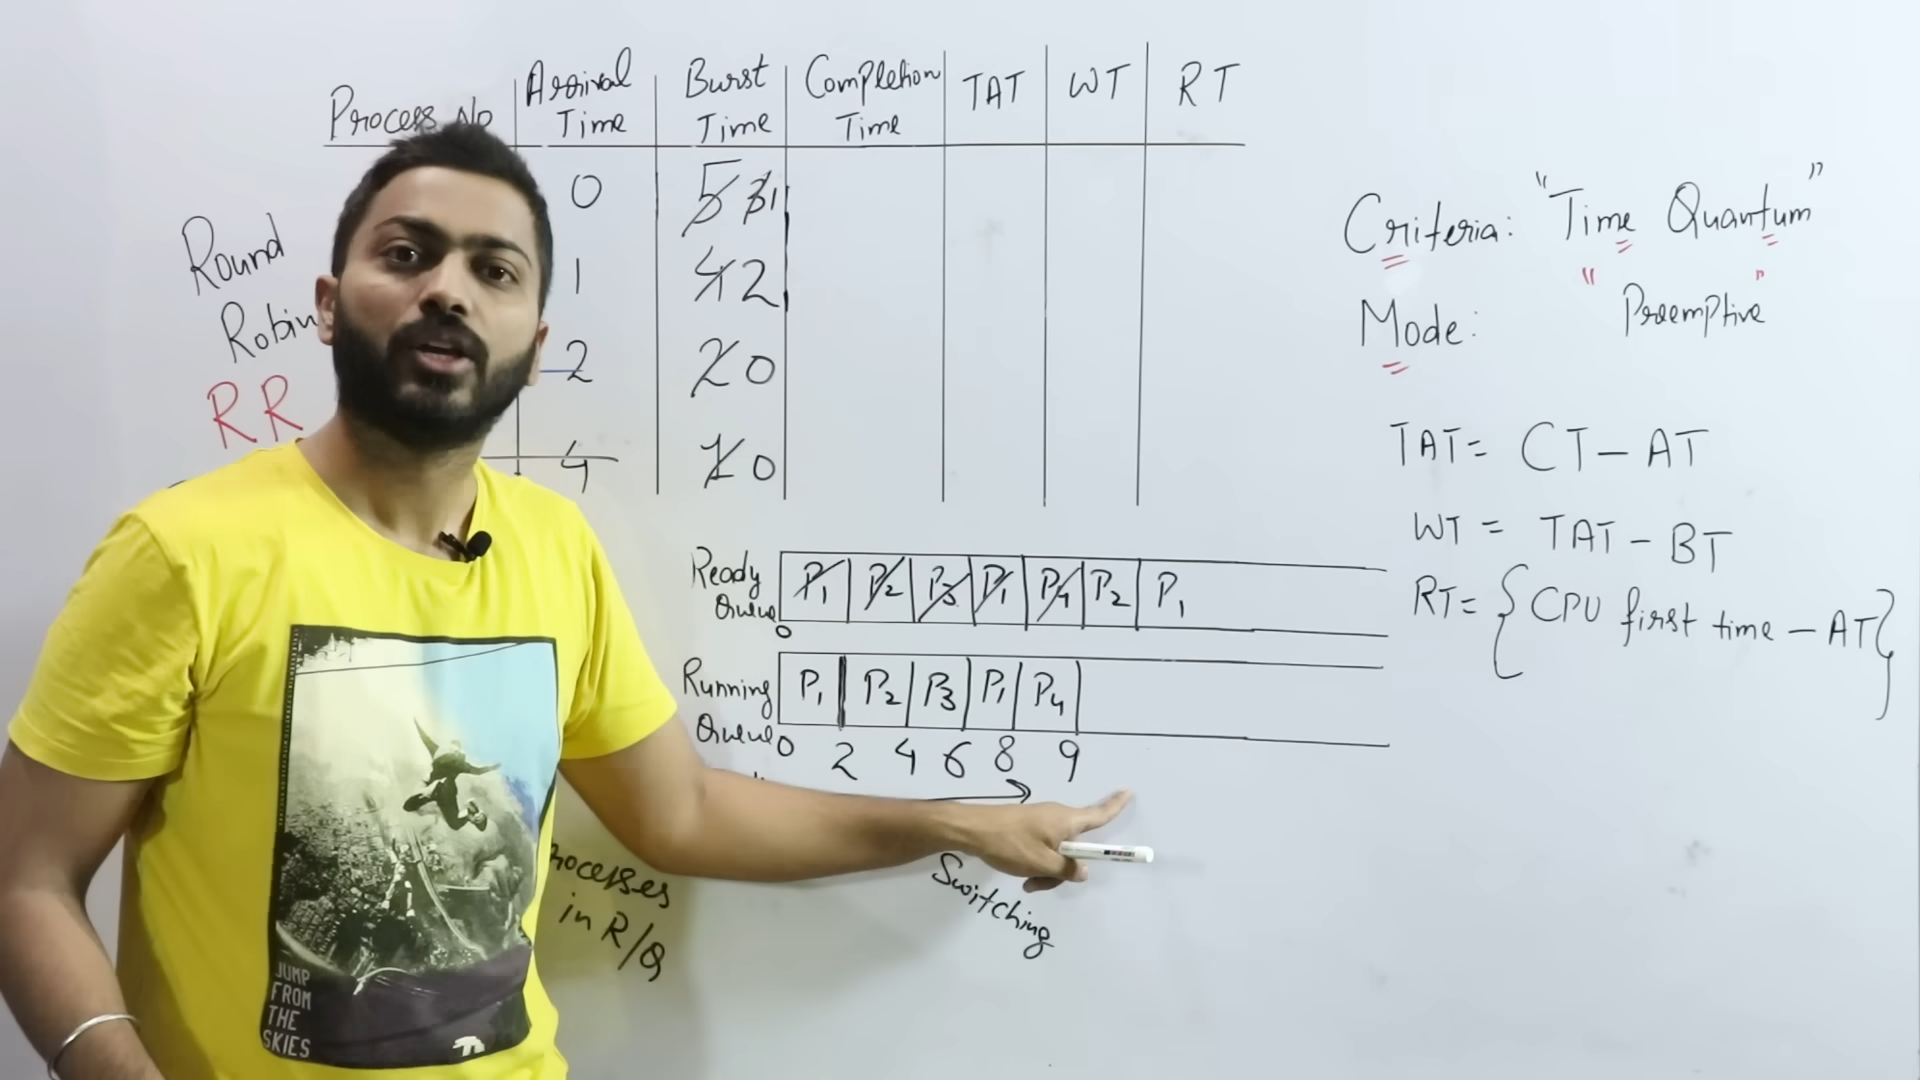 Process No Arrival Time Burst Time Completion Time TAT WT RT
0 5 3 1
1 4 2
2 2 0
4 1 0
Round
Robin
RR
Criteria: "Time Quantum"
Mode: "Preemptive"
TAT = CT - AT
WT = TAT - BT
RT = {CPU first time - AT}
Ready Queue P1 P2 P3 P1 P4 P2 P1
0
Running Queue P1 P2 P3 P1 P4
0 2 4 6 8 9
Switching
in R/Q
JUMP
FROM
THE
SKIES